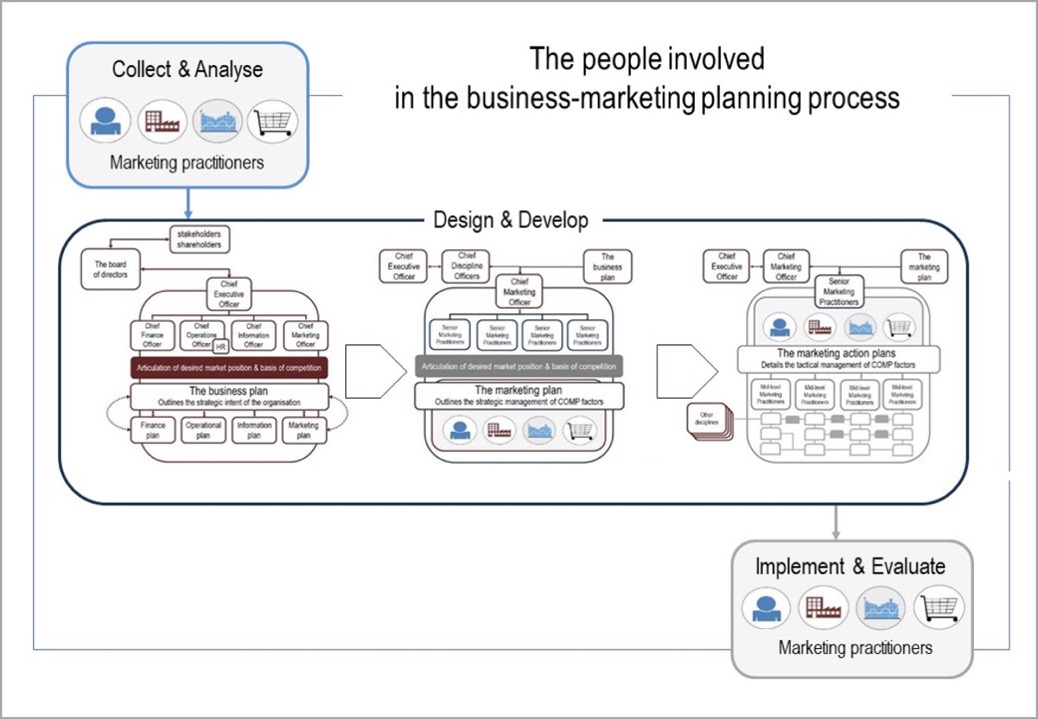 The people involved
in the business-marketing planning process
Collect & Analyse
Marketing practitioners
Design & Develop
stakeholders
shareholders
The board
of directors
Chief
Executive
Officer
Chief
Finance
Officer
Chief
Operations
Officer
HR
Chief
Information
Officer
Chief
Marketing
Officer
Articulation of desired market position & basis of competition
The business plan
Outlines the strategic intent of the organisation
Finance
plan
Operational
plan
Information
plan
Marketing
plan
Chief
Executive
Officer
Chief
Discipline
Officers
The
business
plan
Chief
Marketing
Officer
Senior
Marketing
Practitioners
Senior
Marketing
Practitioners
Senior
Marketing
Practitioners
Senior
Marketing
Practitioners
Articulation of desired market position & basis of competition
The marketing plan
Outlines the strategic management of COMP factors
Chief
Executive
Officer
Chief
Marketing
Officer
The
marketing
plan
Senior
Marketing
Practitioners
The marketing action plans
Details the tactical management of COMP factors
Mid-level
Marketing
Practitioners
Mid-level
Marketing
Practitioners
Mid-level
Marketing
Practitioners
Mid-level
Marketing
Practitioners
Other
disciplines
Implement & Evaluate
Marketing practitioners